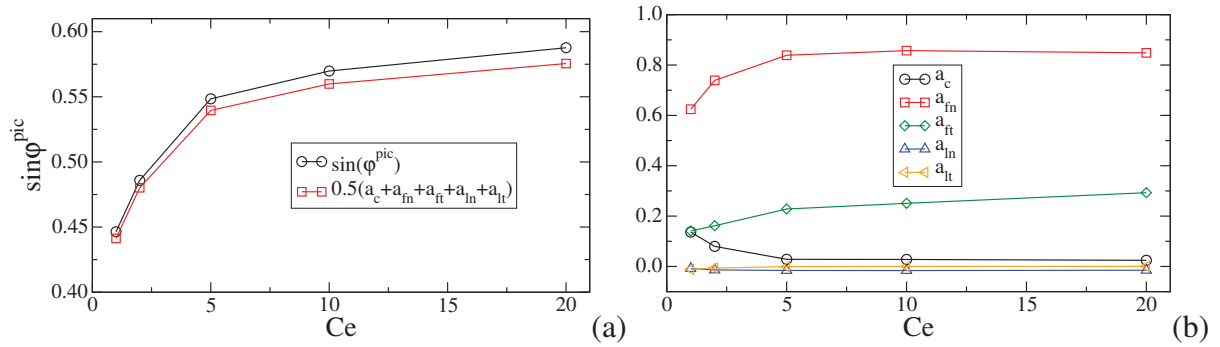 0.60
0.55
0.50
0.45
0.40
sinφ^pic
0 5 10 15 20
Ce
sin(φ^pic)
0.5(a_c+a_fn+a_ft+a_ln+a_lt)
(a)
1.0
0.8
0.6
0.4
0.2
0.0
0 5 10 15 20
Ce
a_c
a_fn
a_ft
a_ln
a_lt
(b)